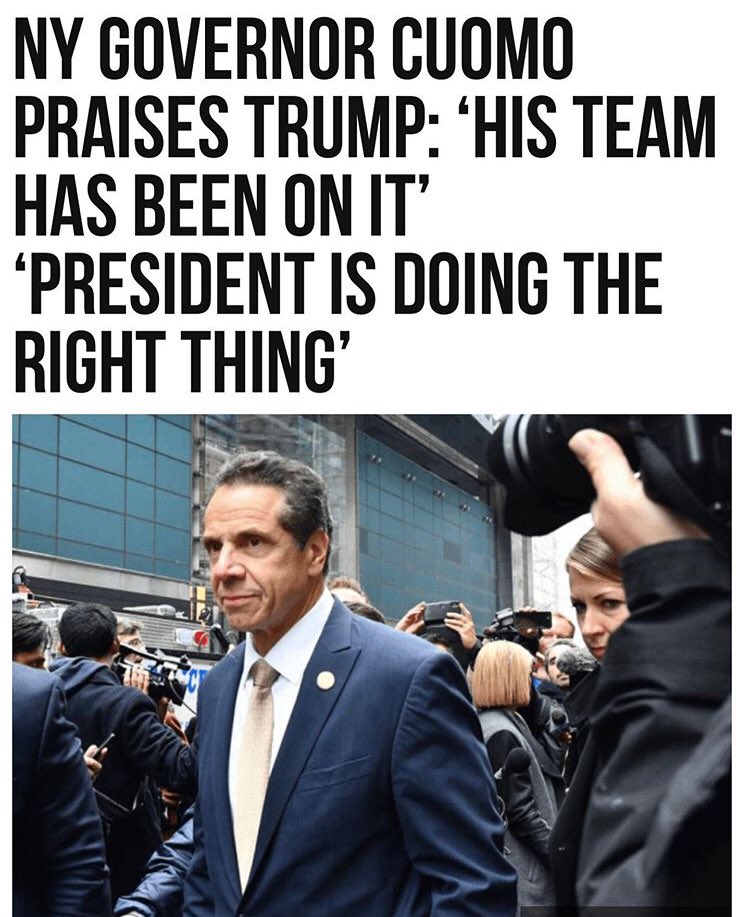 NY GOVERNOR CUOMO
PRAISES TRUMP: ‘HIS TEAM
HAS BEEN ON IT’
‘PRESIDENT IS DOING THE
RIGHT THING’